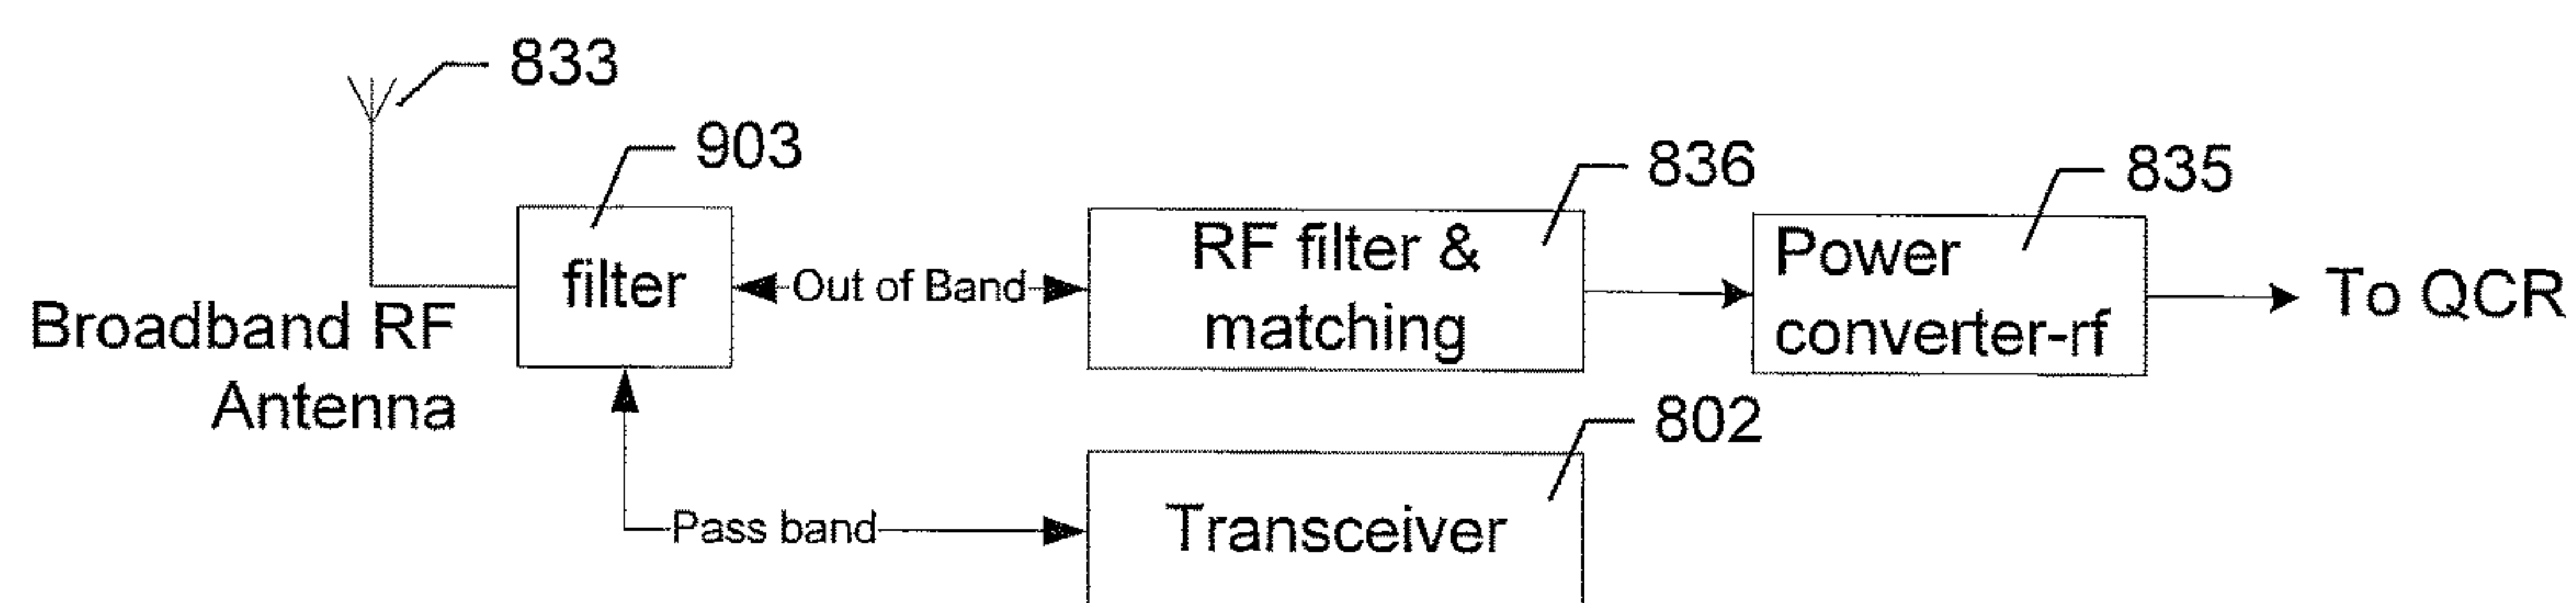 833
903
836
835
Broadband RF
Antenna
filter
Out of Band
RF filter &
matching
Power
converter-rf
To QCR
802
Pass band
Transceiver